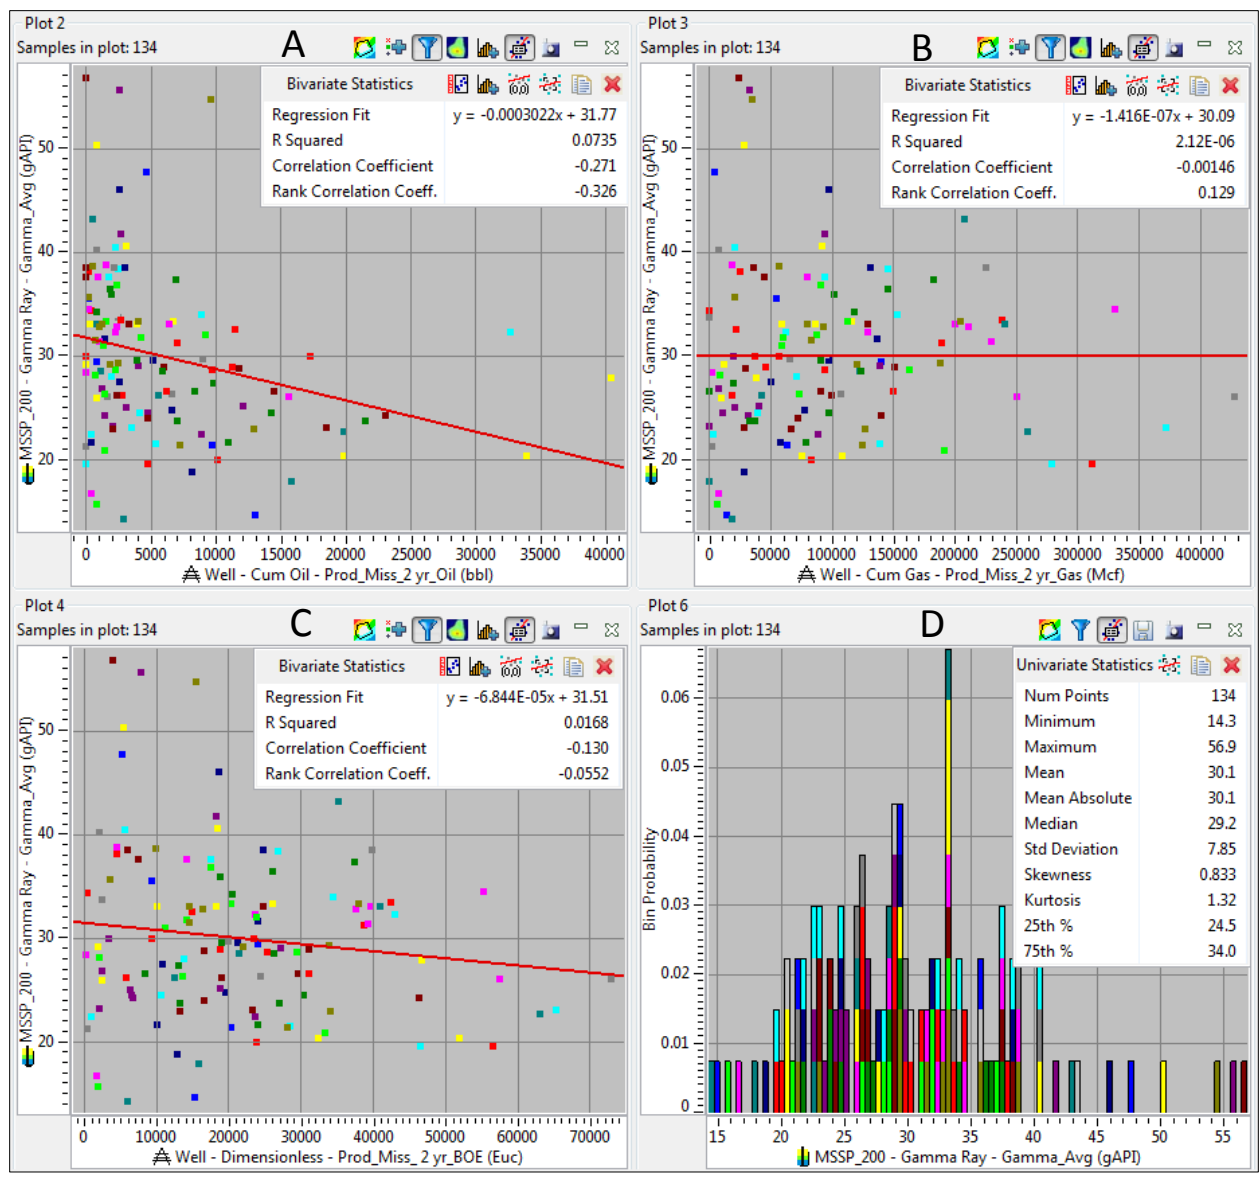 Plot 2
Samples in plot: 134
A
Bivariate Statistics
(0,0)
Regression Fit y = -0.0003022x + 31.77
R Squared 0.0735
Correlation Coefficient -0.271
Rank Correlation Coeff. -0.326
MSSP_200 - Gamma Ray - Gamma_Avg (gAPI)
50
40
30
20
0 5000 10000 15000 20000 25000 30000 35000 40000
Well - Cum Oil - Prod_Miss_2 yr_Oil (bbl)
Plot 3
Samples in plot: 134
B
Bivariate Statistics
(0,0)
Regression Fit y = -1.416E-07x + 30.09
R Squared 2.12E-06
Correlation Coefficient -0.00146
Rank Correlation Coeff. 0.129
MSSP_200 - Gamma Ray - Gamma_Avg (gAPI)
50
40
30
20
0 50000 100000 150000 200000 250000 300000 350000 400000
Well - Cum Gas - Prod_Miss_2 yr_Gas (Mcf)
Plot 4
Samples in plot: 134
C
Bivariate Statistics
(0,0)
Regression Fit y = -6.844E-05x + 31.51
R Squared 0.0168
Correlation Coefficient -0.130
Rank Correlation Coeff. -0.0552
MSSP_200 - Gamma Ray - Gamma_Avg (gAPI)
50
40
30
20
0 10000 20000 30000 40000 50000 60000 70000
Well - Dimensionless - Prod_Miss_ 2 yr_BOE (Euc)
Plot 6
Samples in plot: 134
D
Univariate Statistics
Num Points 134
Minimum 14.3
Maximum 56.9
Mean 30.1
Mean Absolute 30.1
Median 29.2
Std Deviation 7.85
Skewness 0.833
Kurtosis 1.32
25th % 24.5
75th % 34.0
Bin Probability
0.06
0.05
0.04
0.03
0.02
0.01
0
15 20 25 30 35 40 45 50 55
MSSP_200 - Gamma Ray - Gamma_Avg (gAPI)